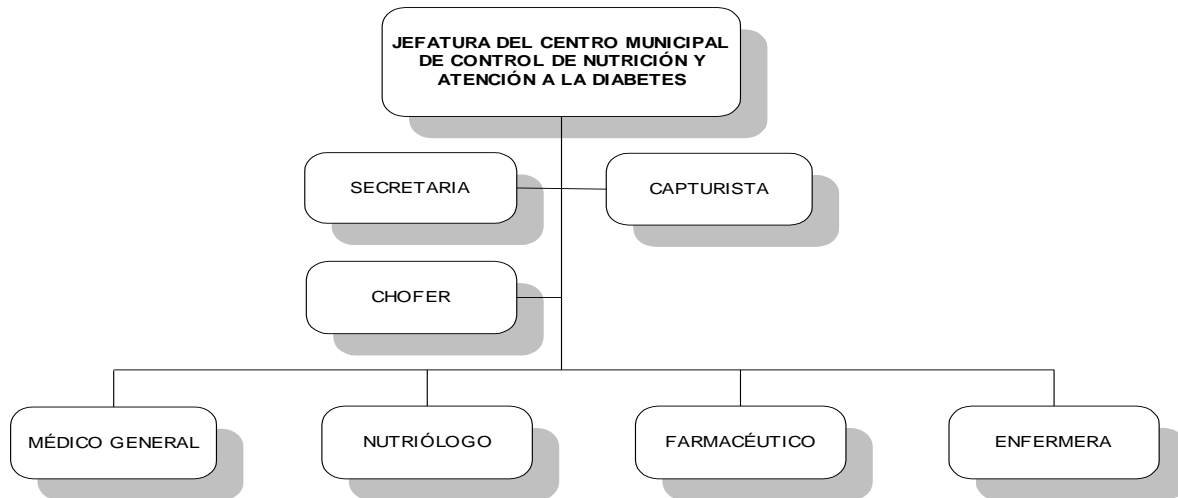 JEFATURA DEL CENTRO MUNICIPAL
DE CONTROL DE NUTRICIÓN Y
ATENCIÓN A LA DIABETES
SECRETARIA
CAPTURISTA
CHOFER
MÉDICO GENERAL
NUTRIÓLOGO
FARMACÉUTICO
ENFERMERA